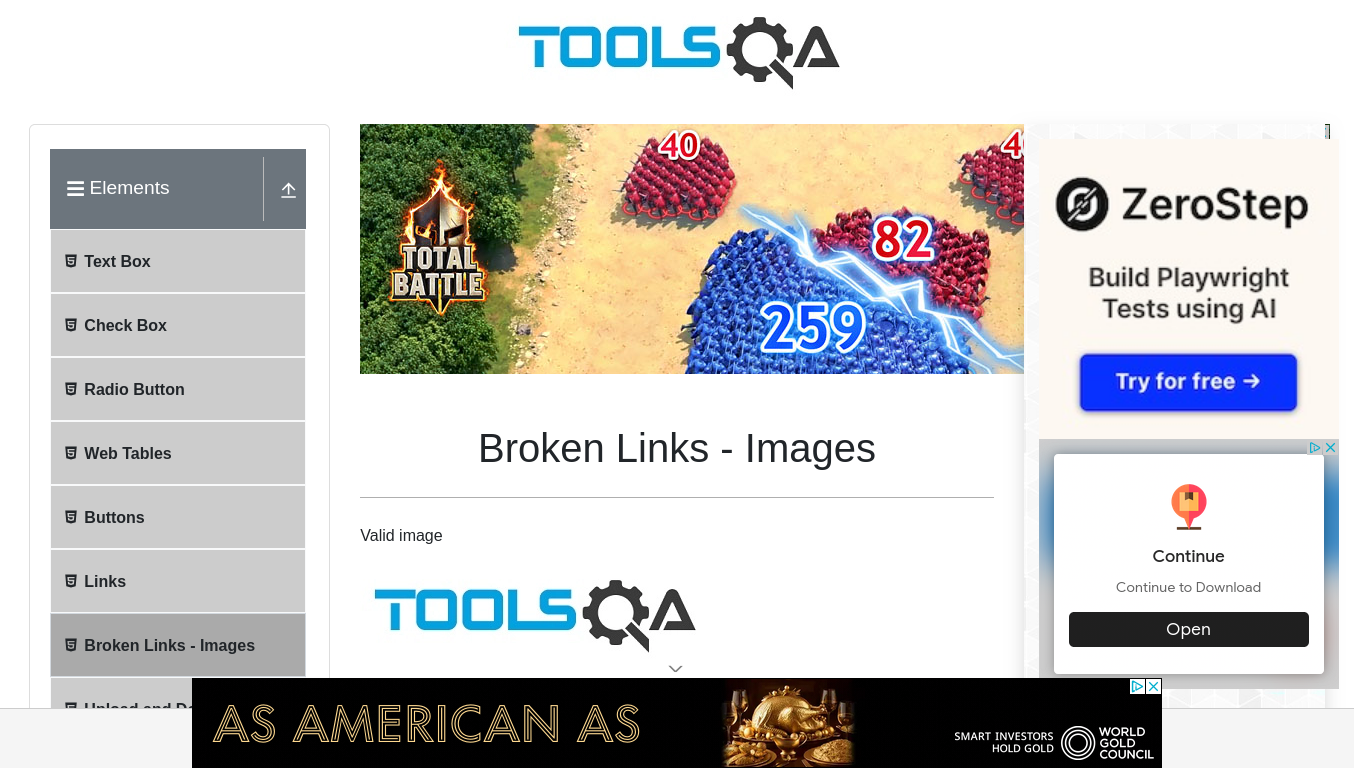 TOOLSQA
Elements
Text Box
Check Box
Radio Button
Web Tables
Buttons
Links
Broken Links - Images
40
82
259
TOTAL
BATTLE
Broken Links - Images
Valid image
TOOLSQA
ZeroStep
Build Playwright
Tests using AI
Try for free →
Continue
Continue to Download
Open
AS AMERICAN AS
SMART INVESTORS
HOLD GOLD
WORLD
GOLD
COUNCIL